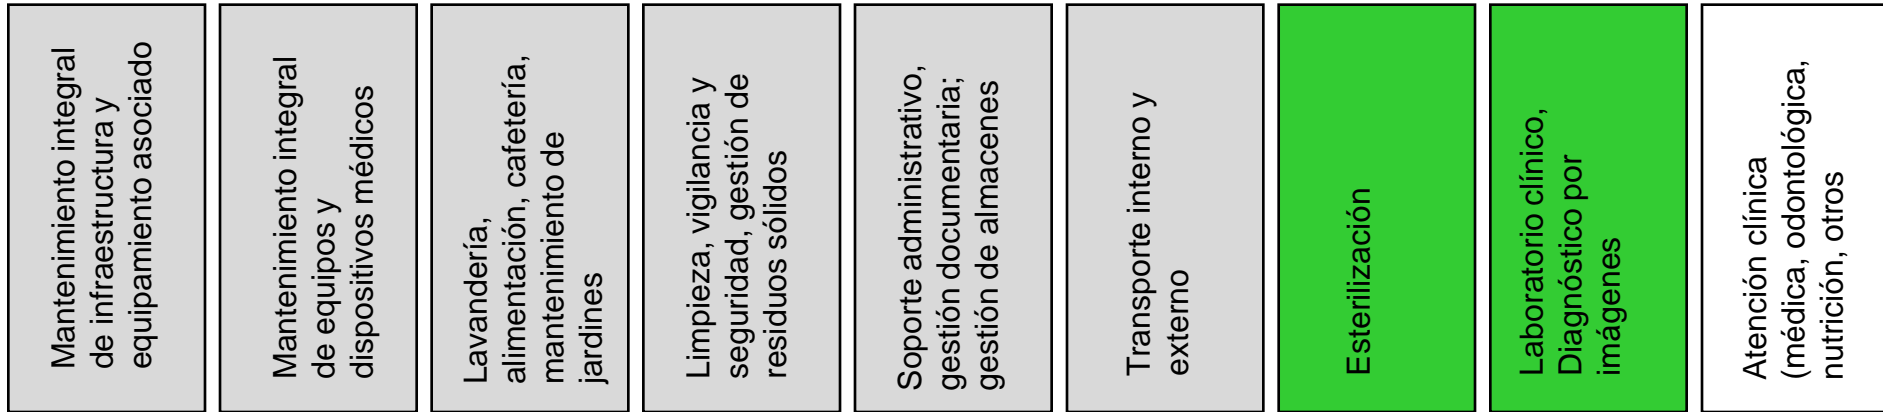 Mantenimiento integral
de infraestructura y
equipamiento asociado
Mantenimiento integral
de equipos y
dispositivos médicos
Lavandería,
alimentación, cafetería,
mantenimiento de
jardines
Limpieza, vigilancia y
seguridad, gestión de
residuos sólidos
Soporte administrativo,
gestión documentaria;
gestión de almacenes
Transporte interno y
externo
Esterilización
Laboratorio clínico,
Diagnóstico por
imágenes
Atención clínica
(médica, odontológica,
nutrición, otros